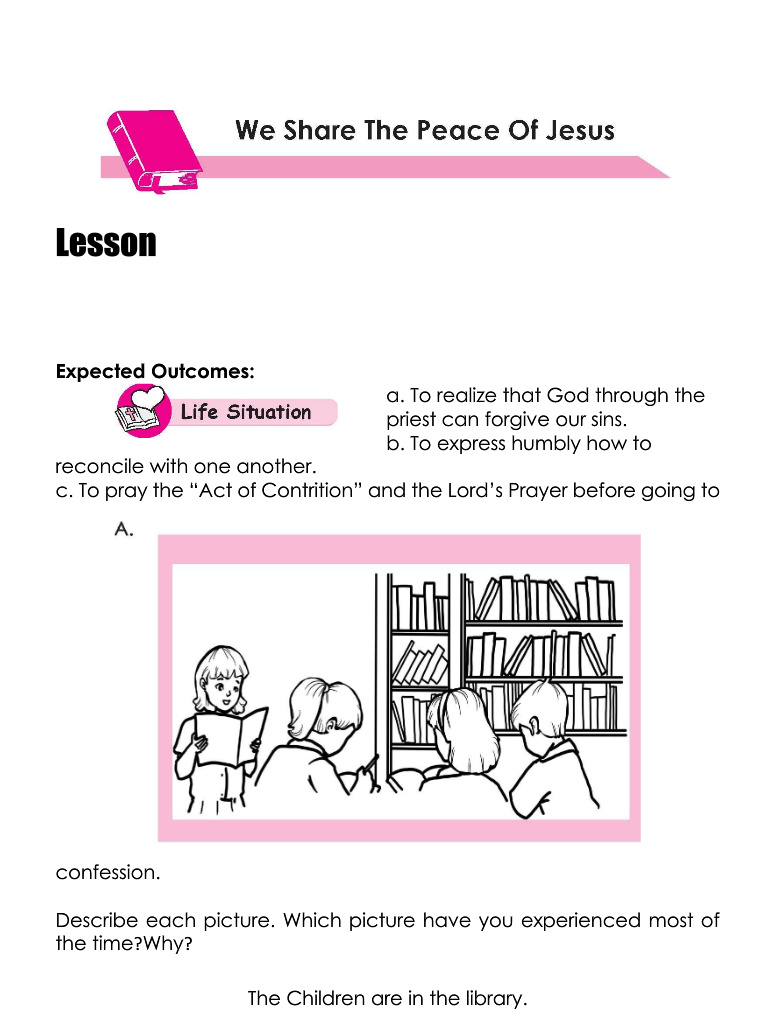 We Share The Peace Of Jesus
Lesson
Expected Outcomes:
Life Situation
a. To realize that God through the
priest can forgive our sins.
b. To express humbly how to
reconcile with one another.
c. To pray the “Act of Contrition” and the Lord’s Prayer before going to
A.
confession.
Describe each picture. Which picture have you experienced most of
the time?Why?
The Children are in the library.